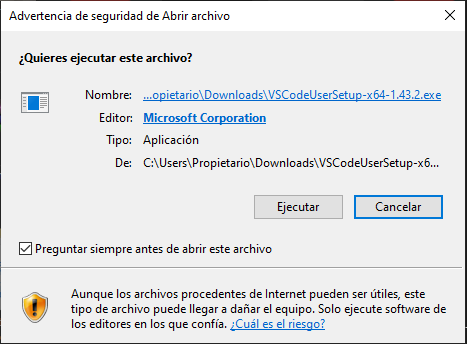 Advertencia de seguridad de Abrir archivo
¿Quieres ejecutar este archivo?
Nombre: ...opietario\Downloads\VSCodeUserSetup-x64-1.43.2.exe
Editor: Microsoft Corporation
Tipo: Aplicación
De: C:\Users\Propietario\Downloads\VSCodeUserSetup-x6...
Ejecutar Cancelar
Preguntar siempre antes de abrir este archivo
Aunque los archivos procedentes de Internet pueden ser útiles, este
tipo de archivo puede llegar a dañar el equipo. Solo ejecute software de
los editores en los que confía. ¿Cuál es el riesgo?